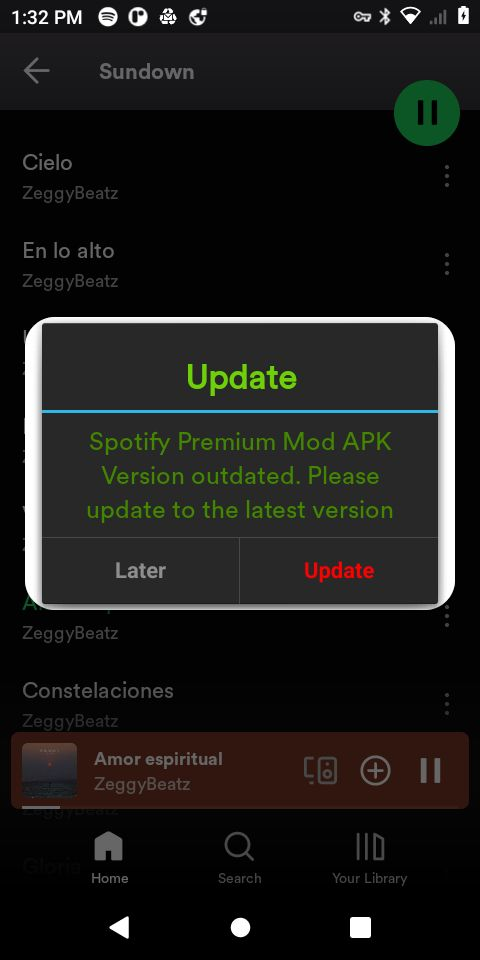 1:32 PM
Sundown
Cielo
ZeggyBeatz
En lo alto
ZeggyBeatz
Update
Spotify Premium Mod APK
Version outdated. Please
update to the latest version
Later
Update
ZeggyBeatz
Constelaciones
ZeggyBeatz
Amor espiritual
ZeggyBeatz
ZeggyBeatz
Gloria
Home
Search
Your Library